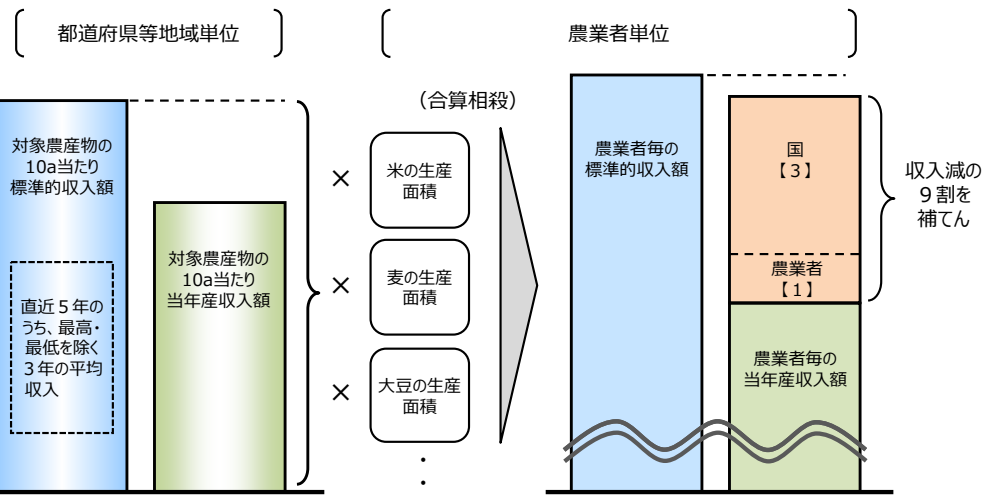 都道府県等地域単位
農業者単位
（合算相殺）
対象農産物の
10a当たり
標準的収入額
直近５年の
うち、最高・
最低を除く
３年の平均
収入
対象農産物の
10a当たり
当年産収入額
×
米の生産
面積
×
麦の生産
面積
×
大豆の生産
面積
・
・
農業者毎の
標準的収入額
国
【３】
農業者
【１】
農業者毎の
当年産収入額
収入減の
９割を
補てん